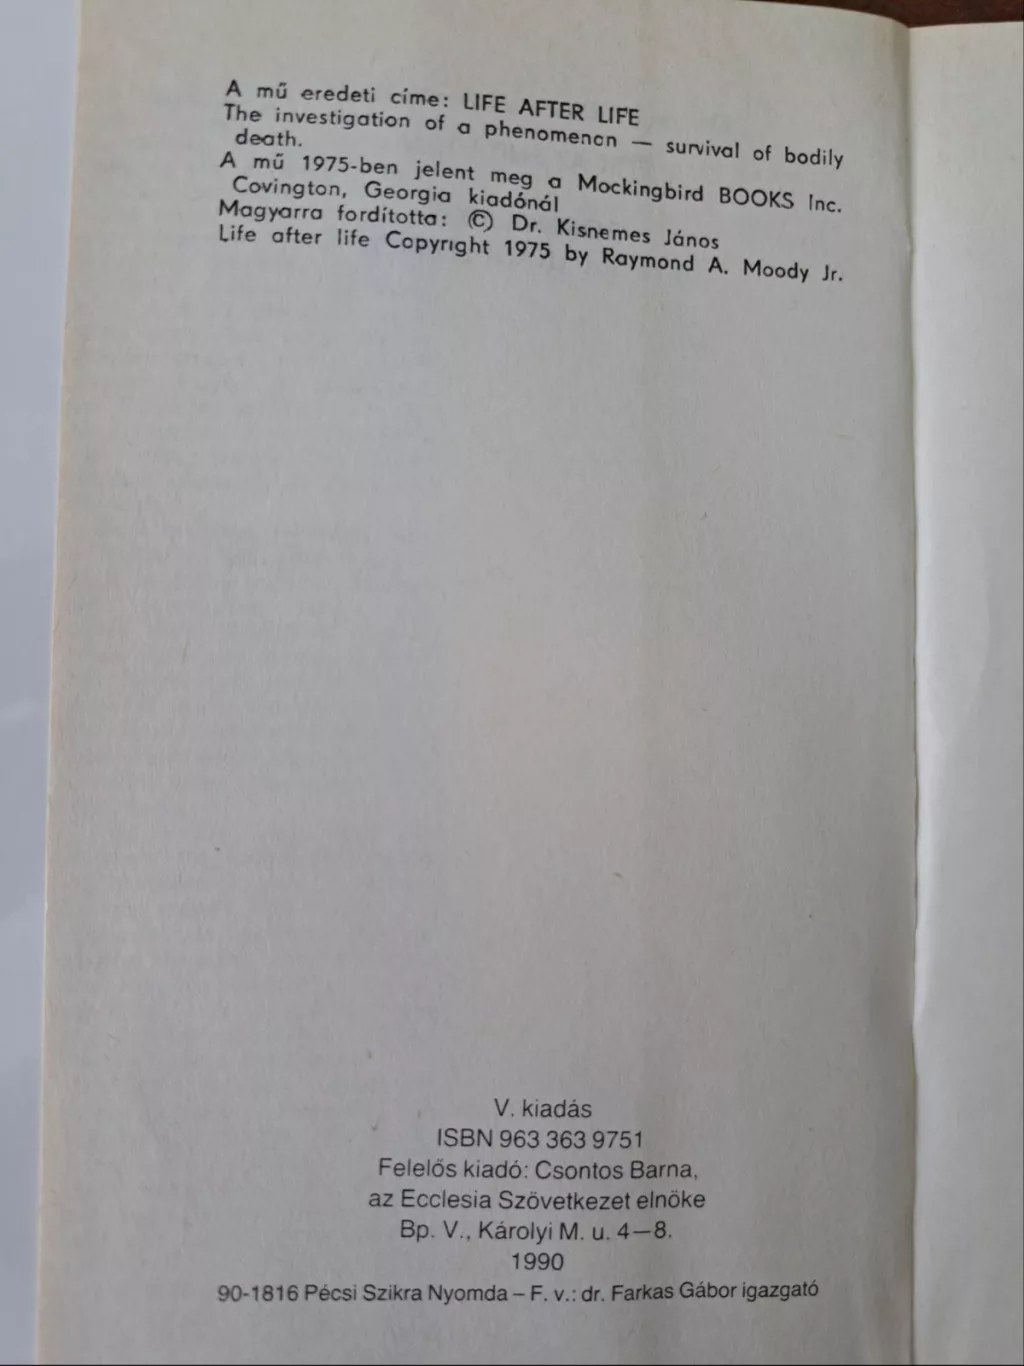 A mű eredeti címe: LIFE AFTER LIFE
The investigation of a phenomenon — survival of bodily
death.
A mű 1975-ben jelent meg a Mockingbird BOOKS Inc.
Covington, Georgia kiadónál
Magyarra fordította: © Dr. Kisnemes János
Life after life Copyright 1975 by Raymond A. Moody Jr.
V. kiadás
ISBN 963 363 9751
Felelős kiadó: Csontos Barna,
az Ecclesia Szövetkezet elnöke
Bp. V., Károlyi M. u. 4—8.
1990
90-1816 Pécsi Szikra Nyomda – F. v.: dr. Farkas Gábor igazgató